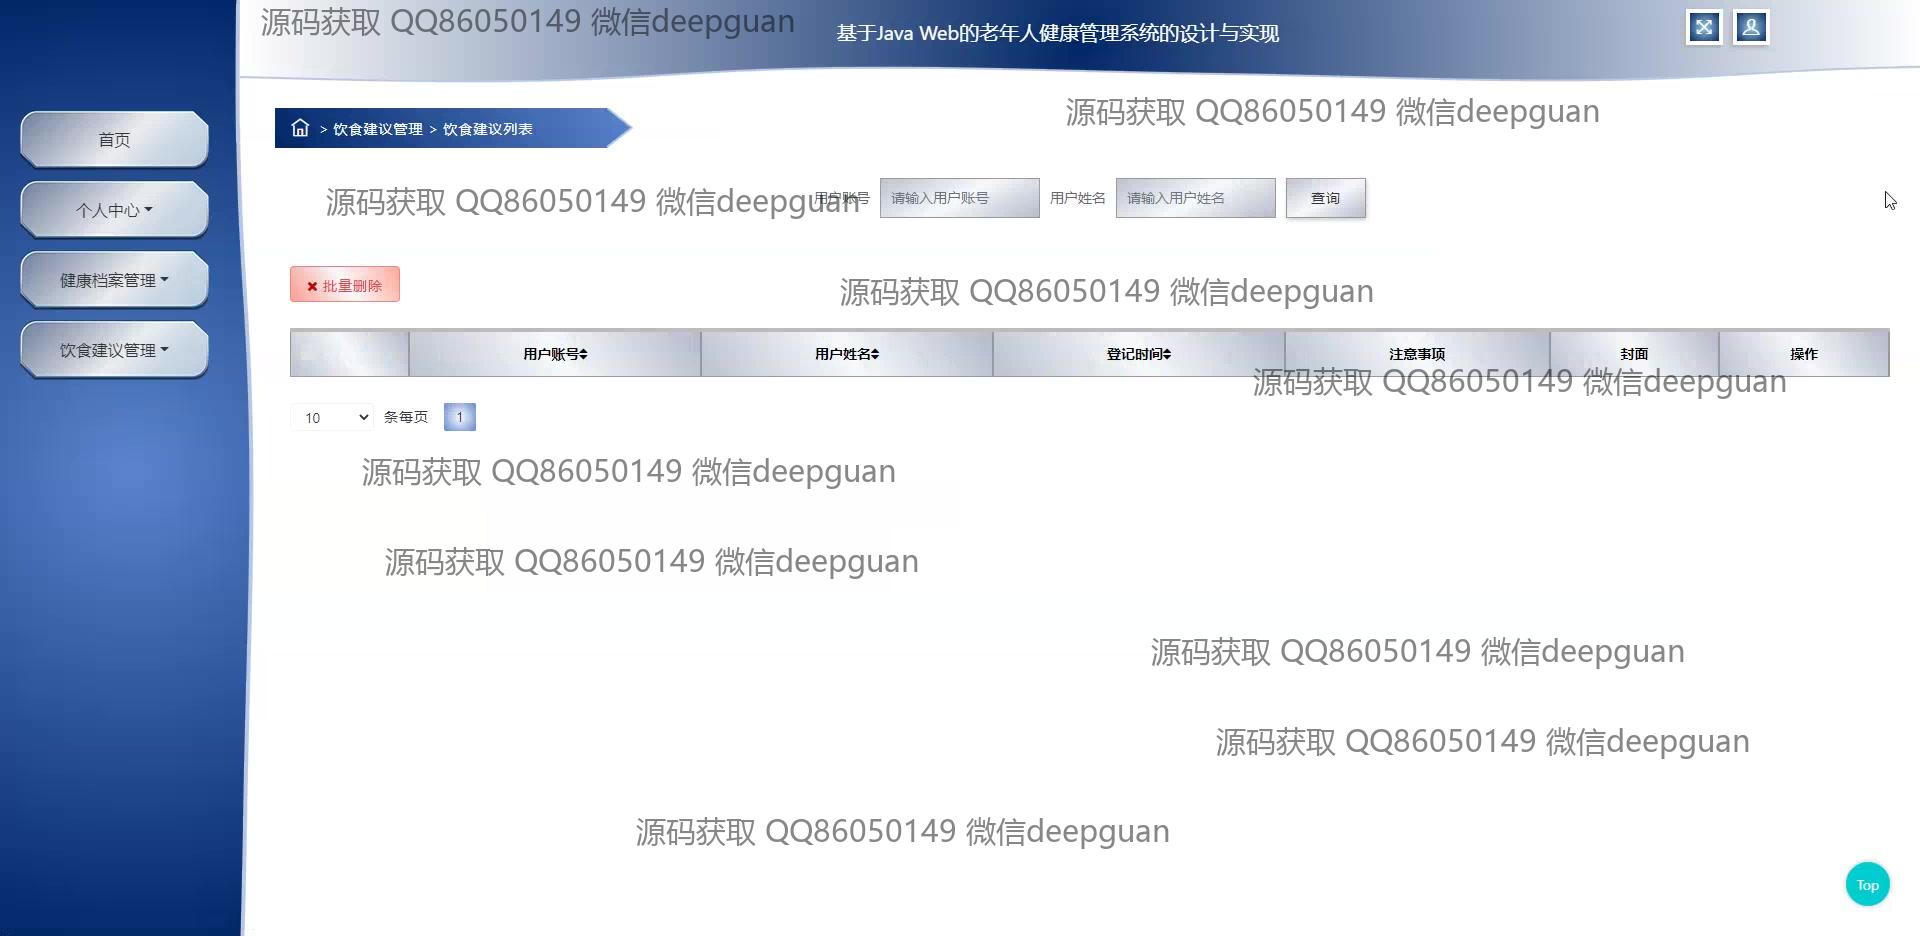 源码获取 QQ86050149 微信deepguan
基于Java Web的老年人健康管理系统的设计与实现
源码获取 QQ86050149 微信deepguan
> 饮食建议管理 > 饮食建议列表
首页
源码获取 QQ86050149 微信deepguan
用户账号 请输入用户账号 用户姓名 请输入用户姓名 查询
个人中心
健康档案管理
批量删除
源码获取 QQ86050149 微信deepguan
饮食建议管理
用户账号 用户姓名 登记时间 注意事项 封面 操作
源码获取 QQ86050149 微信deepguan
10 条每页 1
源码获取 QQ86050149 微信deepguan
源码获取 QQ86050149 微信deepguan
源码获取 QQ86050149 微信deepguan
源码获取 QQ86050149 微信deepguan
源码获取 QQ86050149 微信deepguan
Top